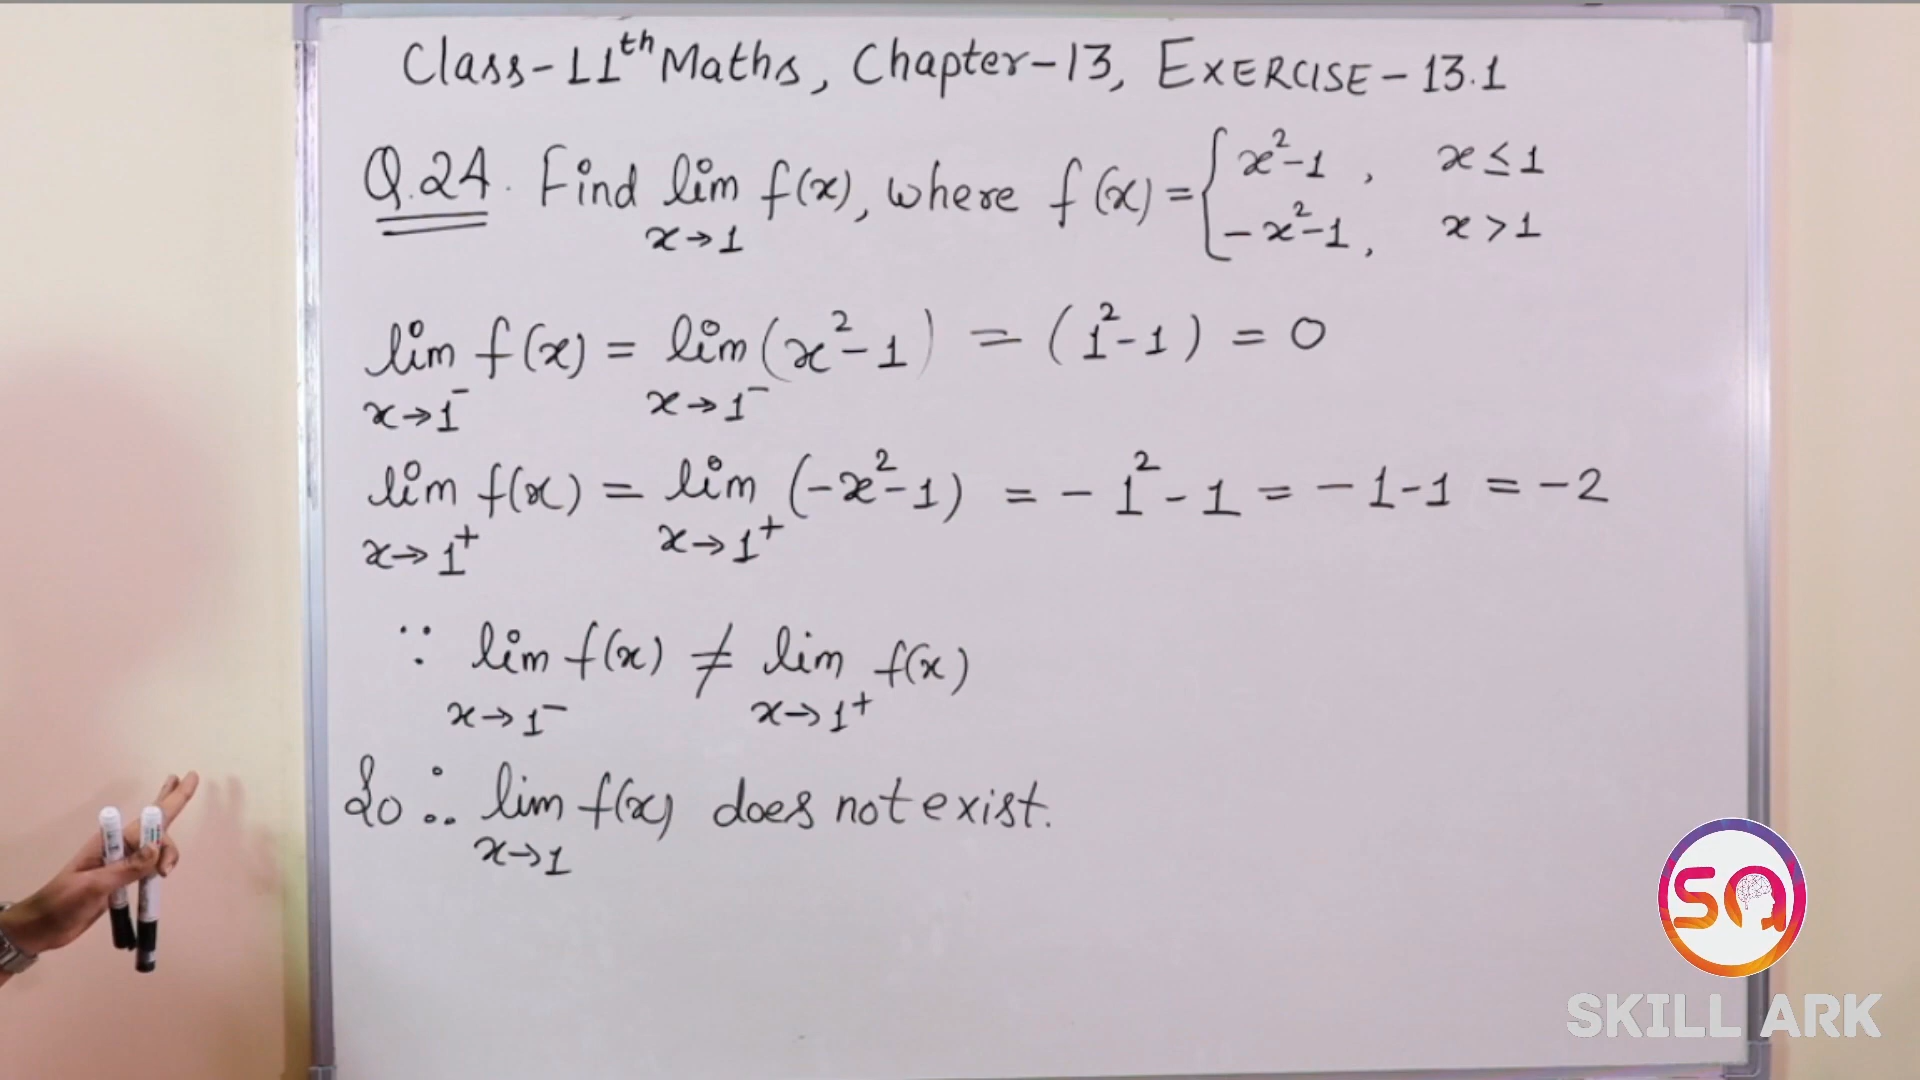 Class-11th Maths, Chapter-13, EXERCISE-13.1
Q.24. Find lim x→1 f(x), where f(x) = { x²-1, x≤1
-x²-1, x>1
lim x→1⁻ f(x) = lim x→1⁻ (x²-1) = (1²-1) = 0
lim x→1⁺ f(x) = lim x→1⁺ (-x²-1) = -1²-1 = -1-1 = -2
∵ lim x→1⁻ f(x) ≠ lim x→1⁺ f(x)
So ∴ lim x→1 f(x) does not exist.
SA
SKILL ARK